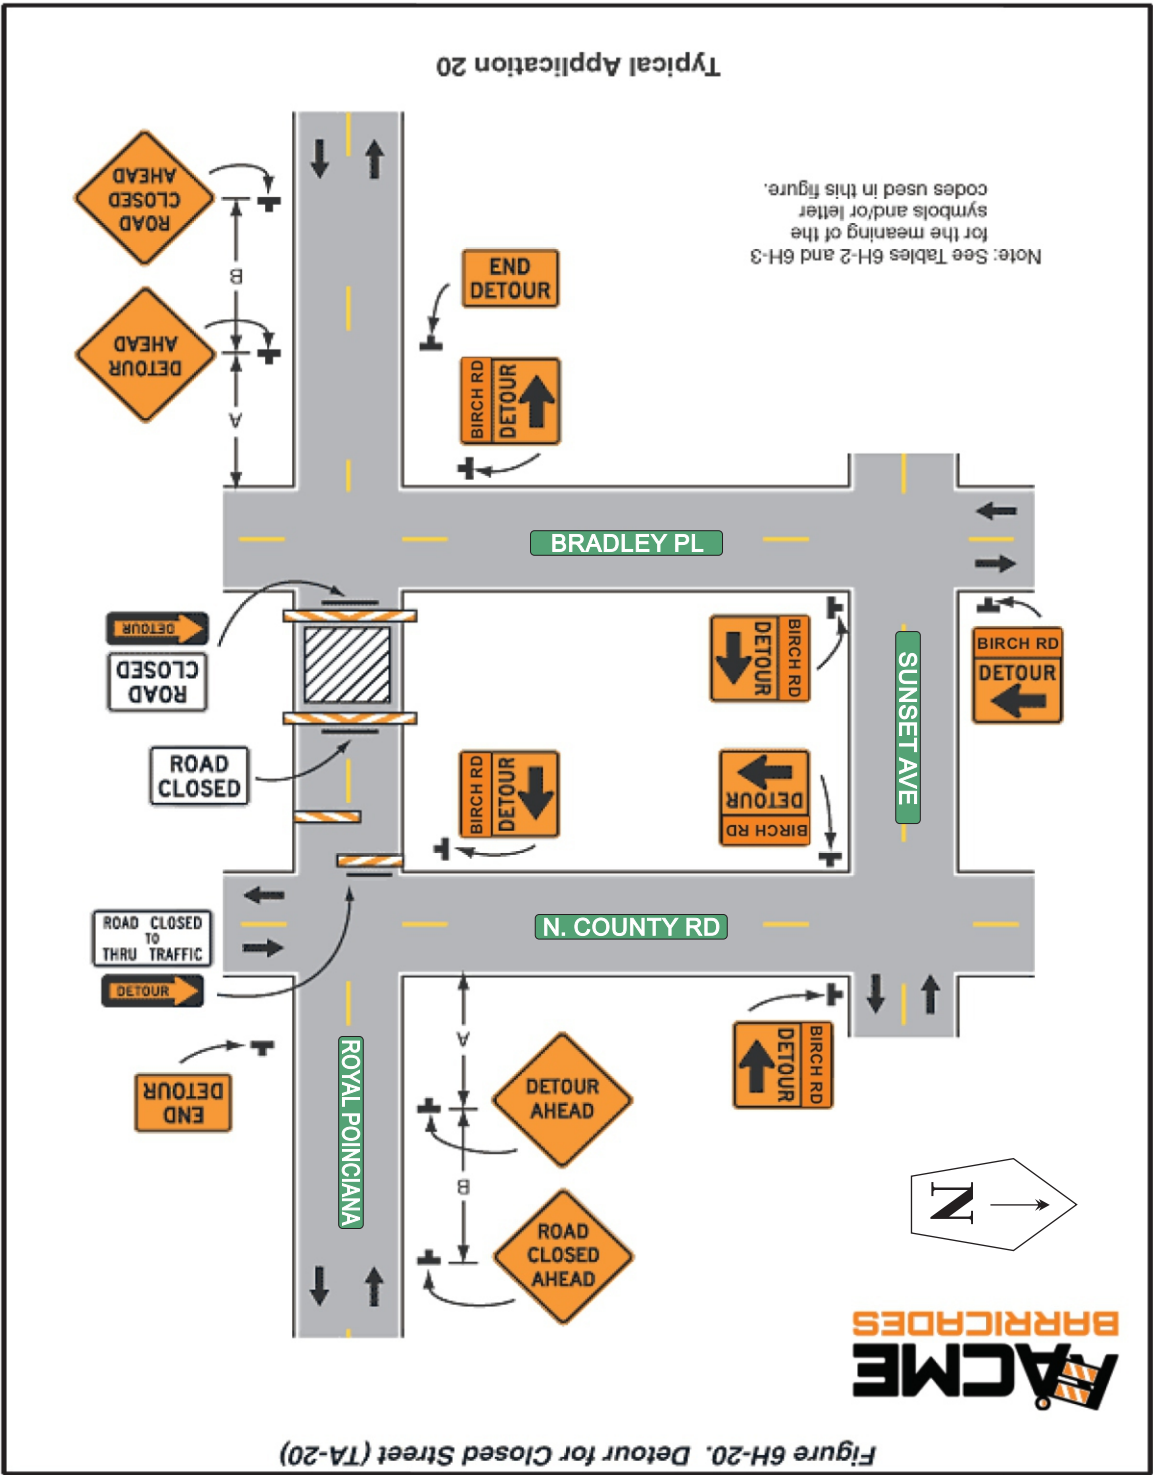 Typical Application 20
ROAD
CLOSED
AHEAD
B
DETOUR
AHEAD
A
END
DETOUR
BIRCH RD
DETOUR
Note: See Tables 6H-2 and 6H-3
for the meaning of the
symbols and/or letter
codes used in this figure.
BRADLEY PL
DETOUR
ROAD
CLOSED
ROAD
CLOSED
BIRCH RD
DETOUR
BIRCH RD
DETOUR
SUNSET AVE
BIRCH RD
DETOUR
BIRCH RD
DETOUR
N. COUNTY RD
ROAD CLOSED
TO
THRU TRAFFIC
DETOUR
END
DETOUR
ROYAL POINCIANA
A
DETOUR
AHEAD
B
ROAD
CLOSED
AHEAD
BIRCH RD
DETOUR
N
ACME
BARRICADES
Figure 6H-20. Detour for Closed Street (TA-20)